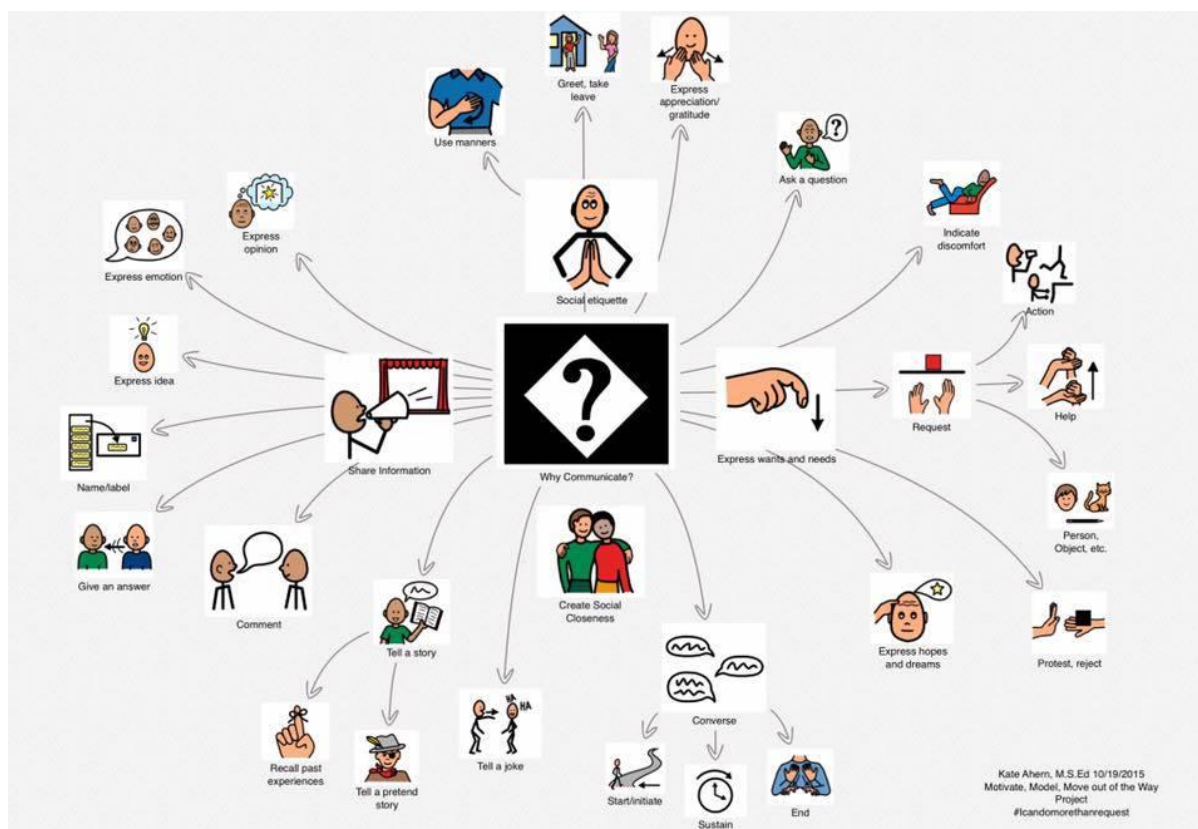 Greet, take
leave
Express
appreciation/
gratitude
Use manners
Ask a question
?
Express
opinion
Indicate
discomfort
Express emotion
Social etiquette
Action
Express idea
?
Request
Help
Share Information
Express wants and needs
Why Communicate?
Name/label
Person,
Object, etc.
Give an answer
Create Social
Closeness
Comment
Tell a story
Express hopes
and dreams
Protest, reject
HA
HA
Converse
Recall past
experiences
Tell a pretend
story
Tell a joke
Start/initiate
Sustain
End
Kate Ahern, M.S.Ed 10/19/2015
Motivate, Model, Move out of the Way
Project
#Icandomorethanrequest